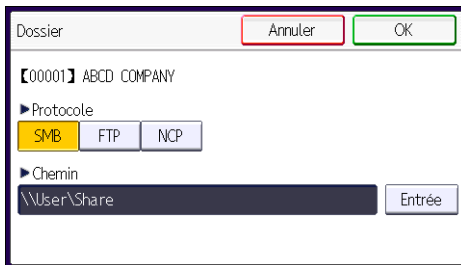 Dossier Annuler OK
【00001】 ABCD COMPANY
►Protocole
SMB FTP NCP
►Chemin
\\User\Share Entrée